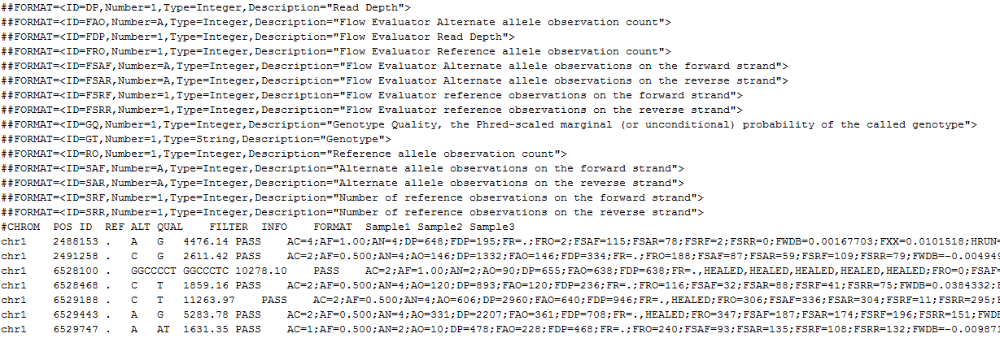 ##FORMAT=<ID=DP,Number=1,Type=Integer,Description="Read Depth">
##FORMAT=<ID=FAO,Number=A,Type=Integer,Description="Flow Evaluator Alternate allele observation count">
##FORMAT=<ID=FDP,Number=1,Type=Integer,Description="Flow Evaluator Read Depth">
##FORMAT=<ID=FRO,Number=1,Type=Integer,Description="Flow Evaluator Reference allele observation count">
##FORMAT=<ID=FSAF,Number=A,Type=Integer,Description="Flow Evaluator Alternate allele observations on the forward strand">
##FORMAT=<ID=FSAR,Number=A,Type=Integer,Description="Flow Evaluator Alternate allele observations on the reverse strand">
##FORMAT=<ID=FSRF,Number=1,Type=Integer,Description="Flow Evaluator reference observations on the forward strand">
##FORMAT=<ID=FSRR,Number=1,Type=Integer,Description="Flow Evaluator reference observations on the reverse strand">
##FORMAT=<ID=GQ,Number=1,Type=Integer,Description="Genotype Quality, the Phred-scaled marginal (or unconditional) probability of the called genotype">
##FORMAT=<ID=GT,Number=1,Type=String,Description="Genotype">
##FORMAT=<ID=RO,Number=1,Type=Integer,Description="Reference allele observation count">
##FORMAT=<ID=SAF,Number=A,Type=Integer,Description="Alternate allele observations on the forward strand">
##FORMAT=<ID=SAR,Number=A,Type=Integer,Description="Alternate allele observations on the reverse strand">
##FORMAT=<ID=SRF,Number=1,Type=Integer,Description="Number of reference observations on the forward strand">
##FORMAT=<ID=SRR,Number=1,Type=Integer,Description="Number of reference observations on the reverse strand">
#CHROM POS ID REF ALT QUAL FILTER INFO FORMAT Sample1 Sample2 Sample3
chr1 2488153 . A G 4476.14 PASS AC=4;AF=1.00;AN=4;DP=648;FDP=195;FR=.;FRO=2;FSAF=115;FSAR=78;FSRF=2;FSRR=0;FWDB=0.00167703;FXX=0.0101518;HRUN=
chr1 2491258 . C G 2611.42 PASS AC=2;AF=0.500;AN=4;AO=146;DP=1332;FAO=146;FDP=334;FR=.;FRO=188;FSAF=87;FSAR=59;FSRF=109;FSRR=79;FWDB=-0.004949
chr1 6528100 . GGCCCCT GGCCCTC 10278.10 PASS AC=2;AF=1.00;AN=2;AO=90;DP=655;FAO=638;FDP=638;FR=.,HEALED,HEALED,HEALED,HEALED,HEALED;FRO=0;FSAF=
chr1 6528468 . C T 1859.16 PASS AC=2;AF=0.500;AN=4;AO=120;DP=893;FAO=120;FDP=236;FR=.;FRO=116;FSAF=32;FSAR=88;FSRF=41;FSRR=75;FWDB=0.0384332;
chr1 6529188 . C T 11263.97 PASS AC=2;AF=0.500;AN=4;AO=606;DP=2960;FAO=640;FDP=946;FR=.,HEALED;FRO=306;FSAF=336;FSAR=304;FSRF=11;FSRR=295;
chr1 6529443 . A G 5283.78 PASS AC=2;AF=0.500;AN=4;AO=331;DP=2207;FAO=361;FDP=708;FR=.,HEALED;FRO=347;FSAF=187;FSAR=174;FSRF=196;FSRR=151;FWD
chr1 6529747 . A AT 1631.35 PASS AC=1;AF=0.500;AN=2;AO=10;DP=478;FAO=228;FDP=468;FR=.;FRO=240;FSAF=93;FSAR=135;FSRF=108;FSRR=132;FWDB=-0.00987